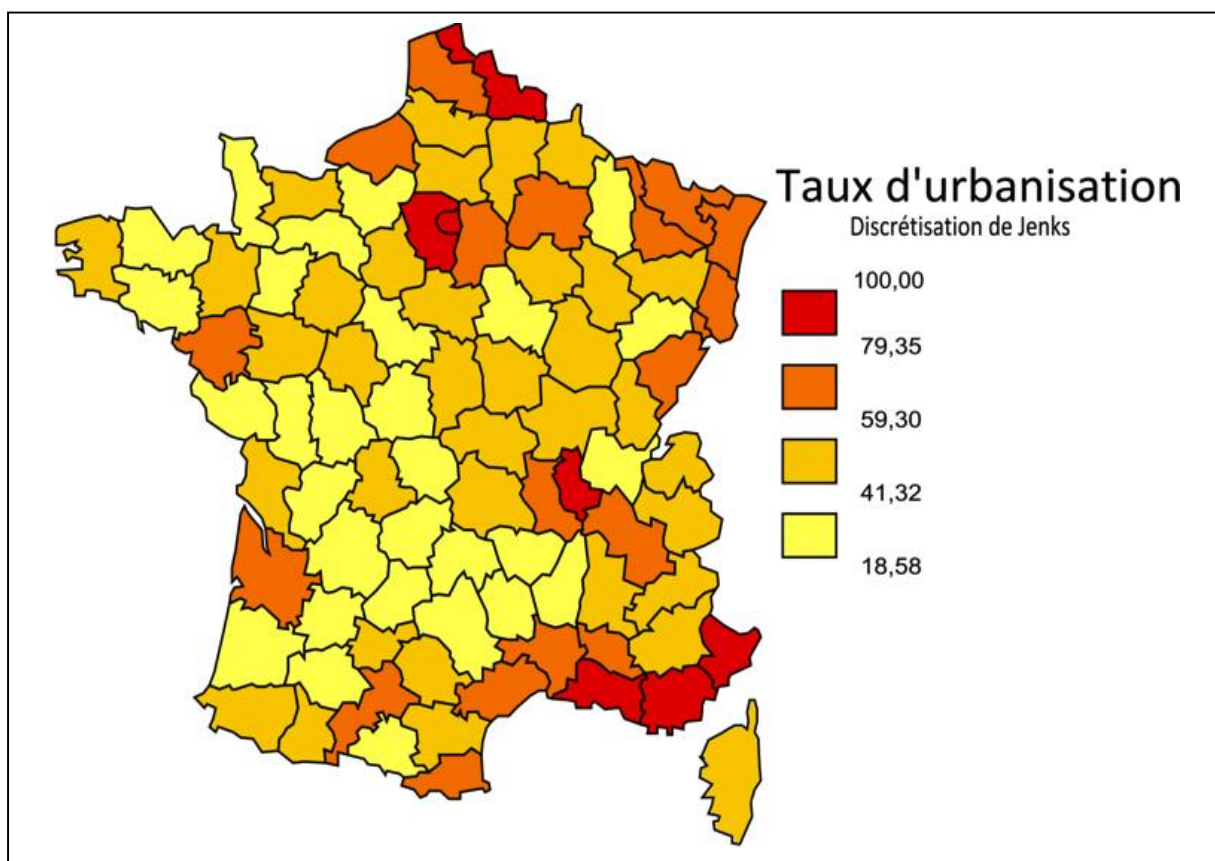 Taux d'urbanisation
Discrétisation de Jenks
100,00
79,35
59,30
41,32
18,58